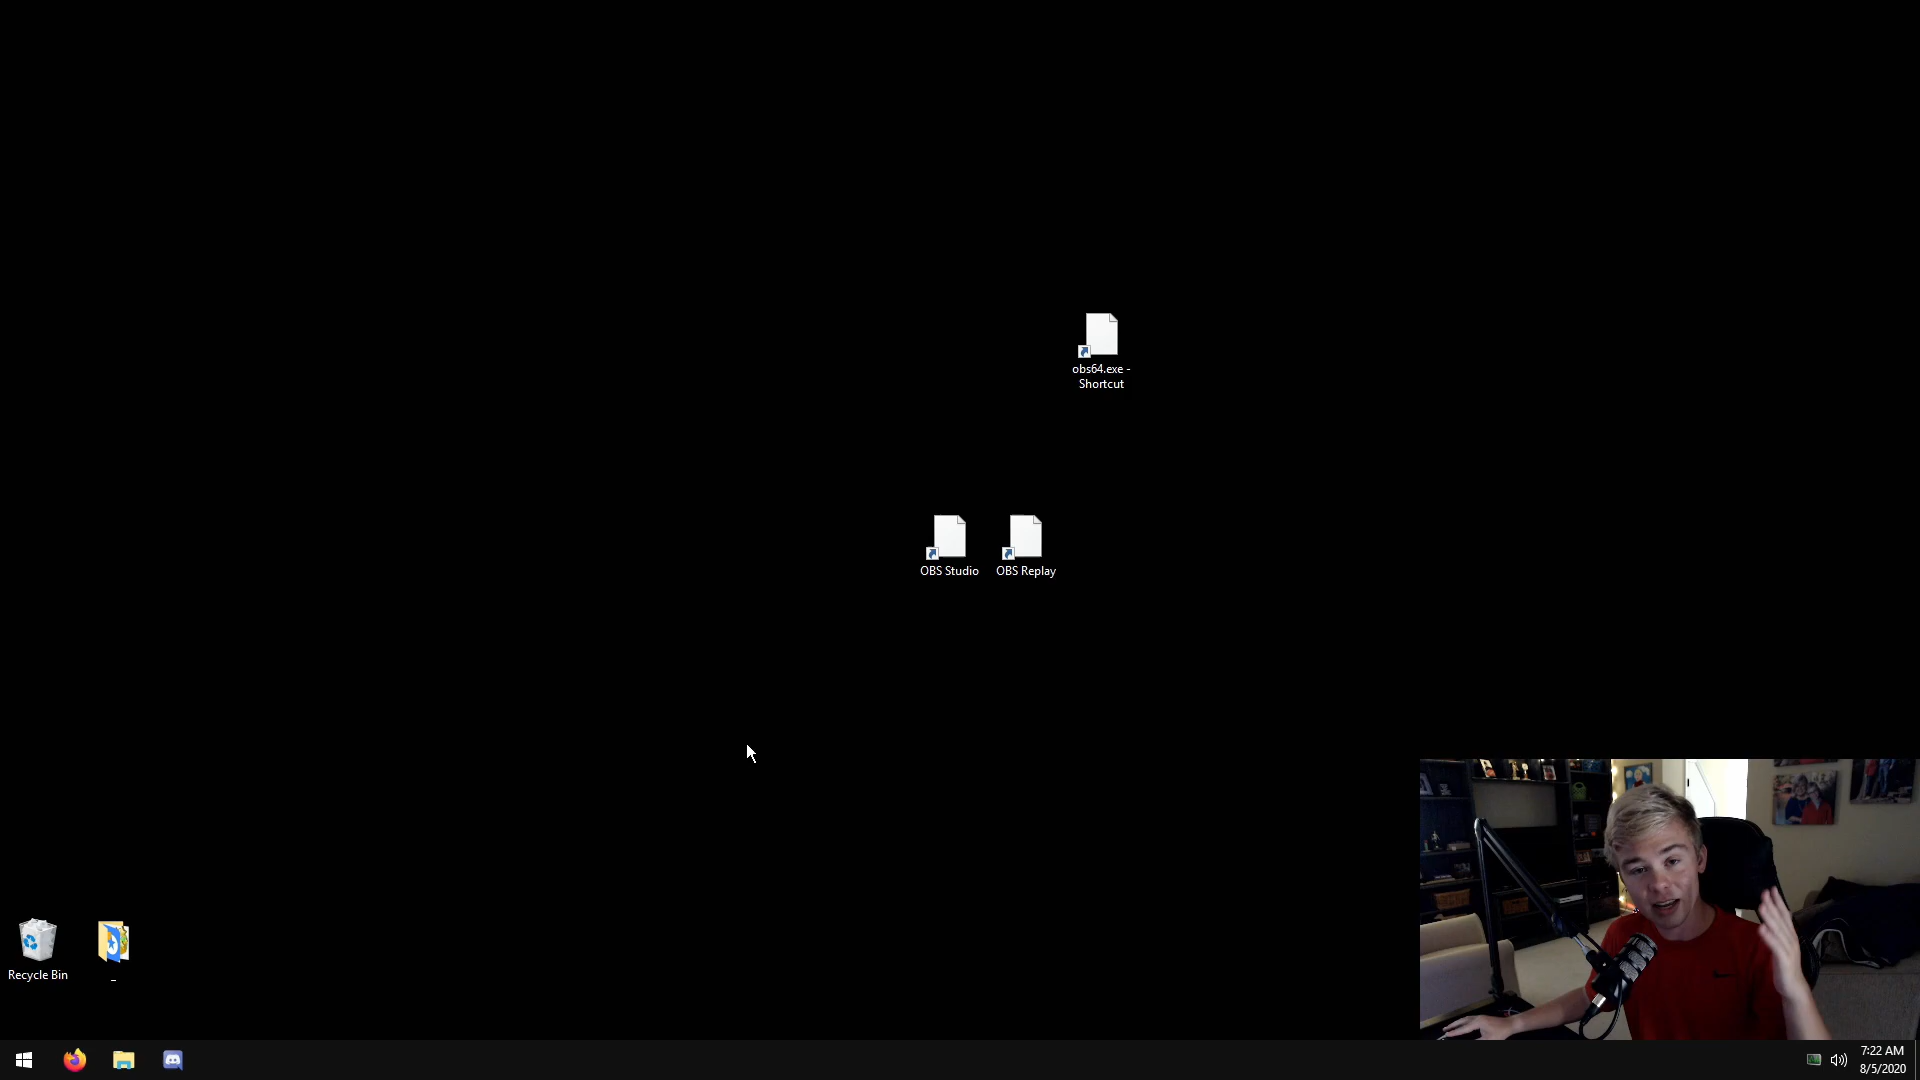 obs64.exe -
Shortcut
OBS Studio
OBS Replay
Recycle Bin
_
7:22 AM
8/5/2020